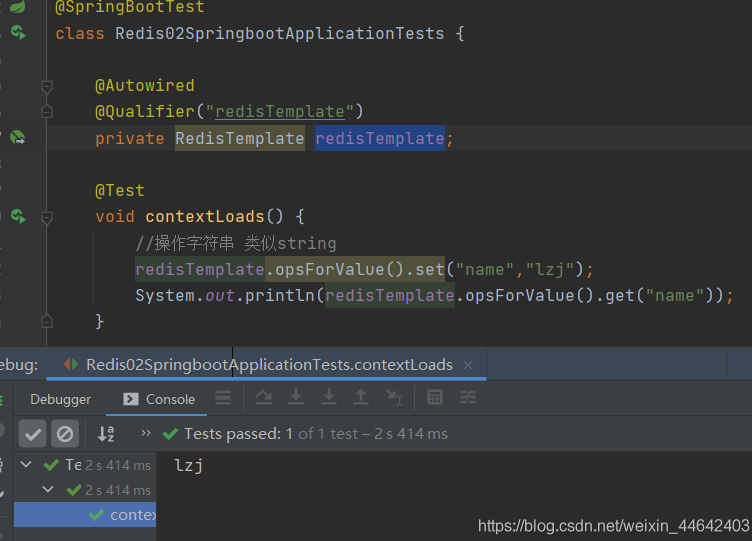 @SpringBootTest
class Redis02SpringbootApplicationTests {
@Autowired
@Qualifier("redisTemplate")
private RedisTemplate redisTemplate;
@Test
void contextLoads() {
//操作字符串 类似string
redisTemplate.opsForValue().set("name","lzj");
System.out.println(redisTemplate.opsForValue().get("name"));
}
ebug: Redis02SpringbootApplicationTests.contextLoads ×
Debugger Console
>> Tests passed: 1 of 1 test – 2 s 414 ms
Te 2 s 414 ms lzj
2 s 414 ms
contex
https://blog.csdn.net/weixin_44642403